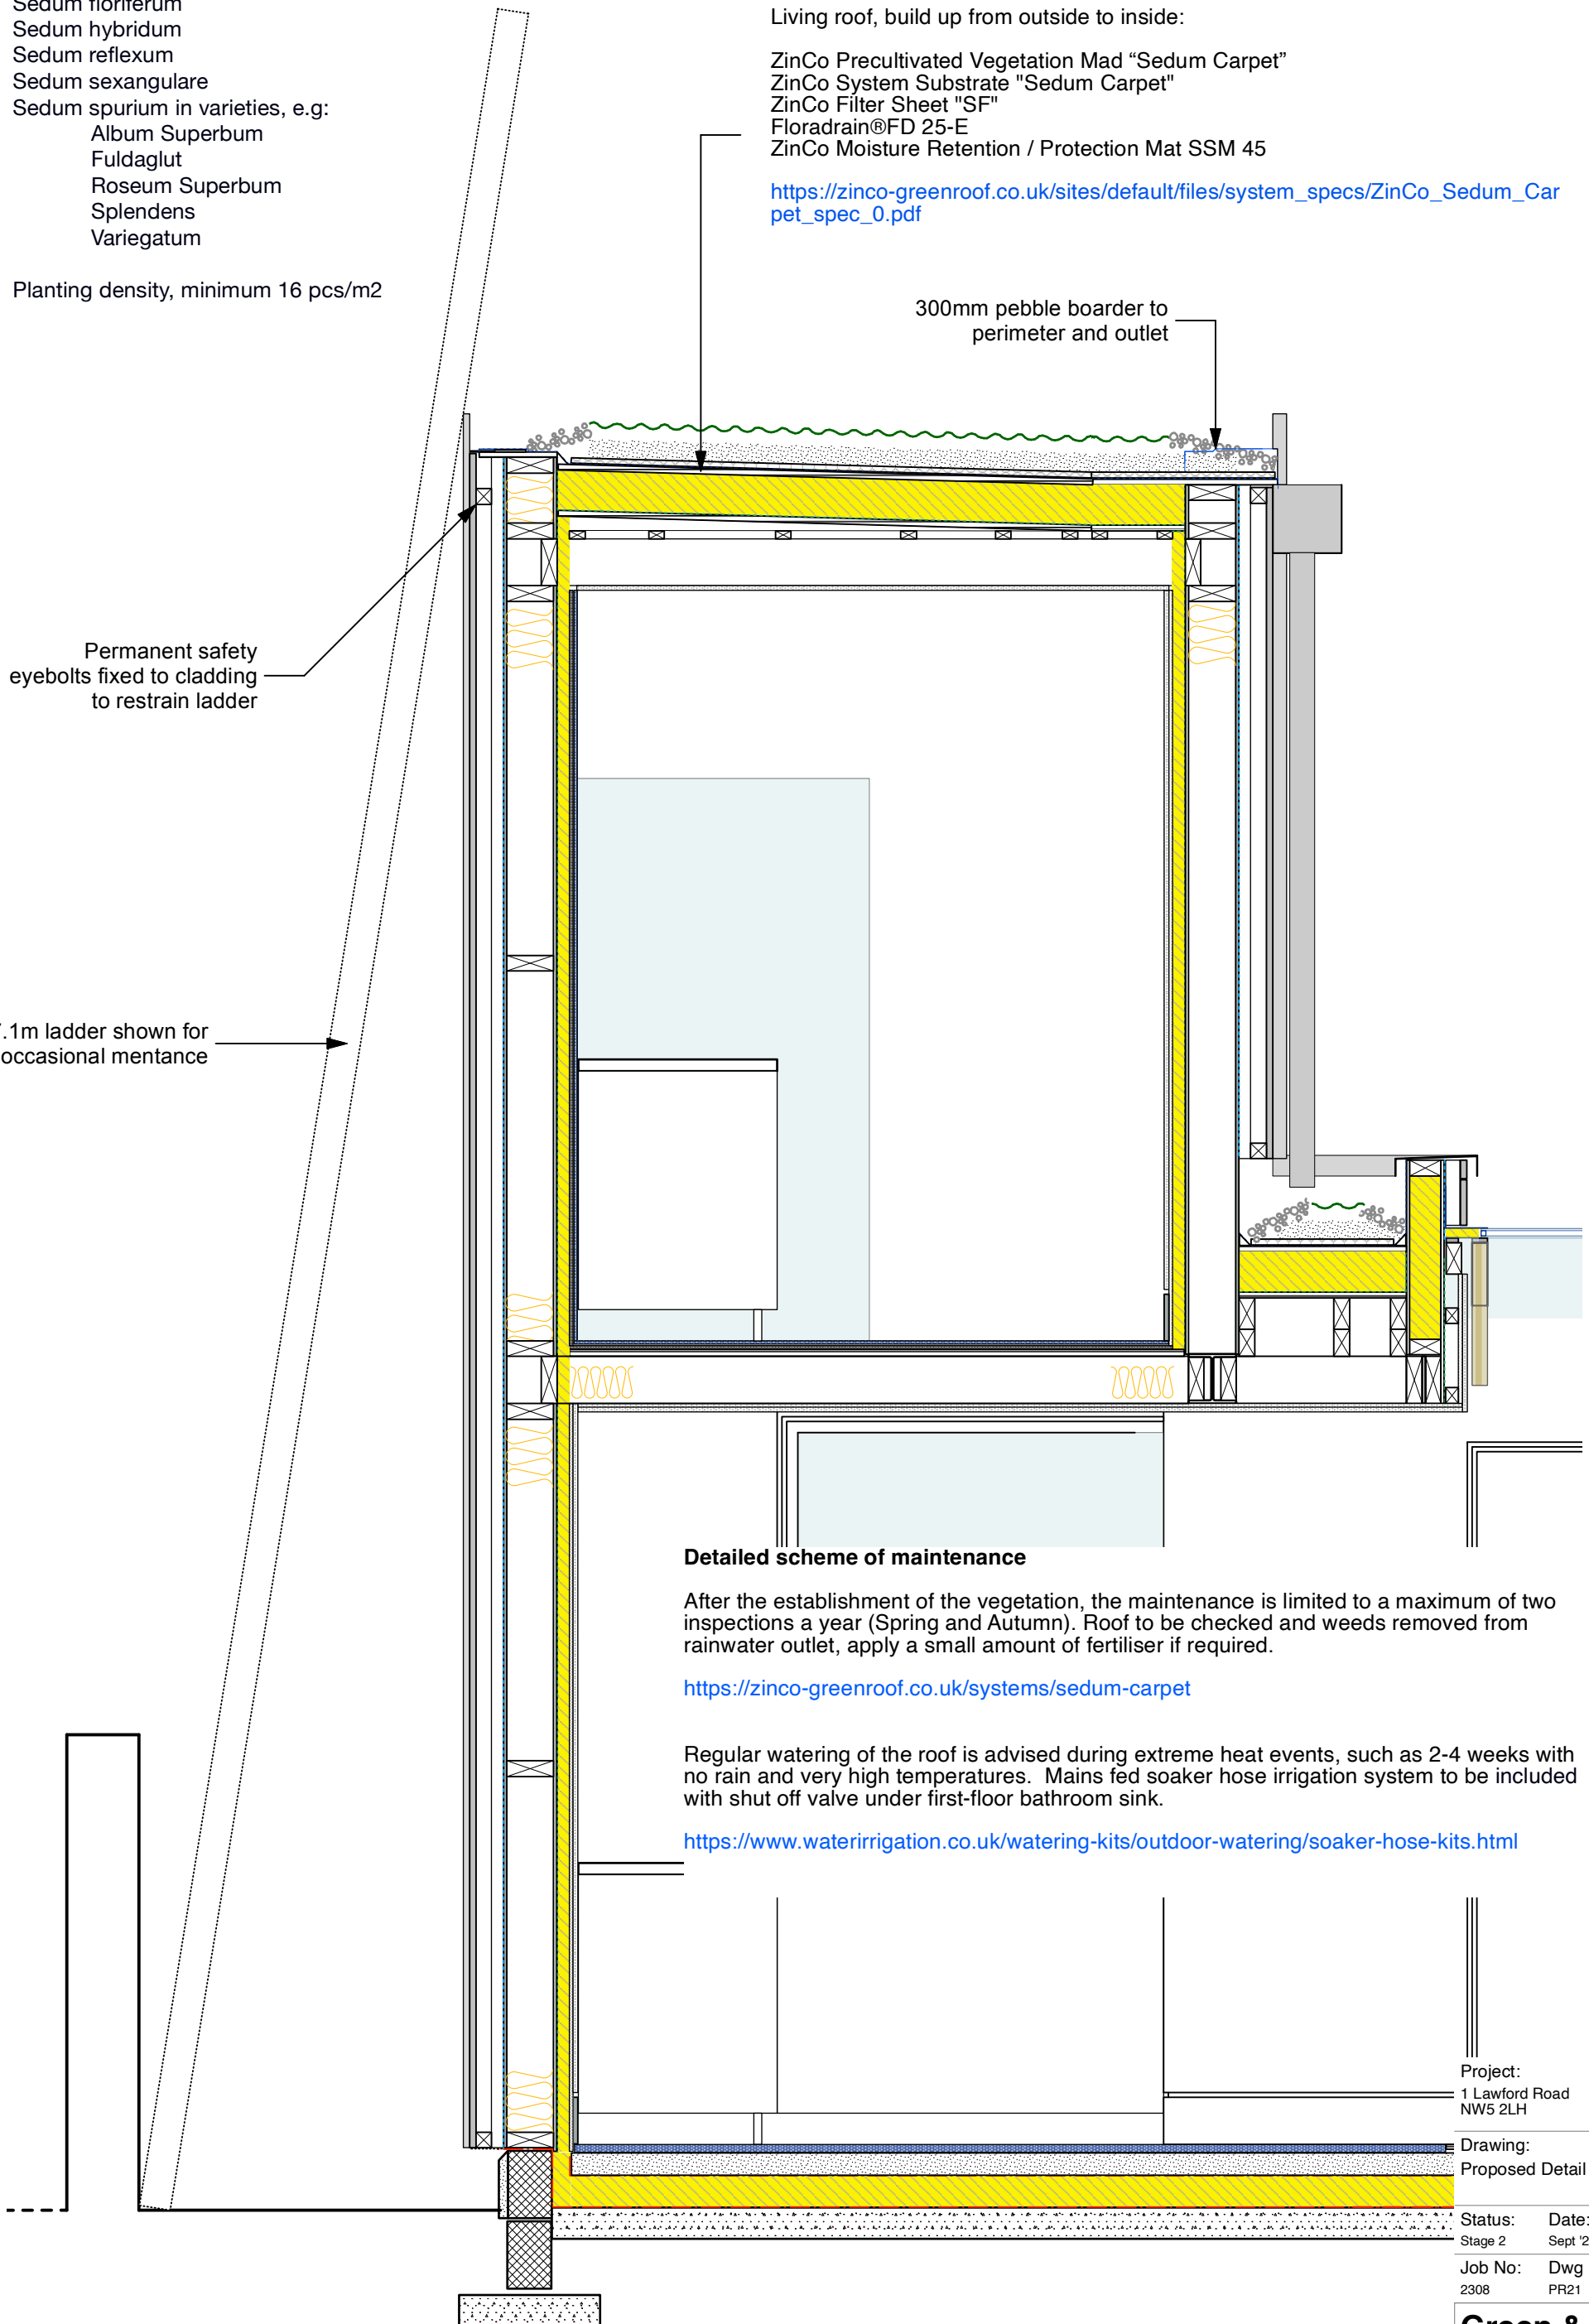 Sedum floriferum
Sedum hybridum
Sedum reflexum
Sedum sexangulare
Sedum spurium in varieties, e.g:
Album Superbum
Fuldaglut
Roseum Superbum
Splendens
Variegatum
Planting density, minimum 16 pcs/m2
Living roof, build up from outside to inside:
ZinCo Precultivated Vegetation Mad “Sedum Carpet”
ZinCo System Substrate "Sedum Carpet"
ZinCo Filter Sheet "SF"
Floradrain®FD 25-E
ZinCo Moisture Retention / Protection Mat SSM 45
https://zinco-greenroof.co.uk/sites/default/files/system_specs/ZinCo_Sedum_Car
pet_spec_0.pdf
300mm pebble boarder to
perimeter and outlet
Permanent safety
eyebolts fixed to cladding
to restrain ladder
.1m ladder shown for
occasional mentance
Detailed scheme of maintenance
After the establishment of the vegetation, the maintenance is limited to a maximum of two
inspections a year (Spring and Autumn). Roof to be checked and weeds removed from
rainwater outlet, apply a small amount of fertiliser if required.
https://zinco-greenroof.co.uk/systems/sedum-carpet
Regular watering of the roof is advised during extreme heat events, such as 2-4 weeks with
no rain and very high temperatures.  Mains fed soaker hose irrigation system to be included
with shut off valve under first-floor bathroom sink.
https://www.waterirrigation.co.uk/watering-kits/outdoor-watering/soaker-hose-kits.html
Project:
1 Lawford Road
NW5 2LH
Drawing:
Proposed Detail
Status: Date:
Stage 2 Sept '2
Job No: Dwg
2308 PR21
Green &